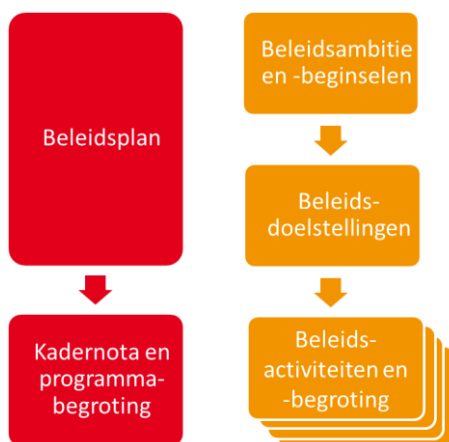 Beleidsplan
Kadernota en
programma-
begroting
Beleidsambitie
en -beginselen
Beleids-
doelstellingen
Beleids-
activiteiten en
-begroting